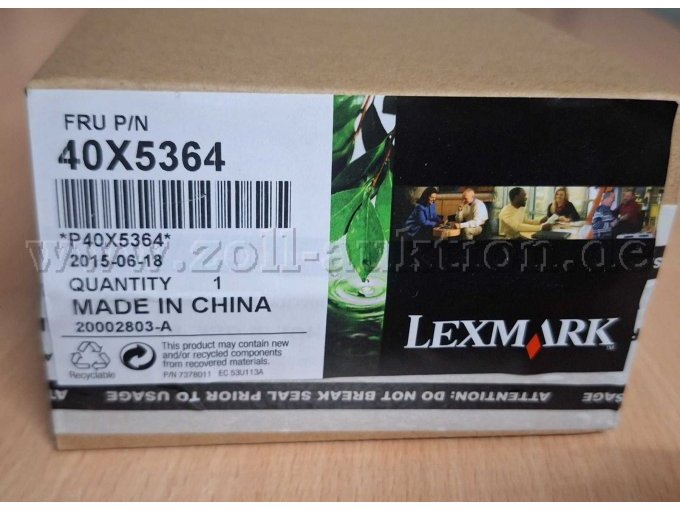 FRU P/N
40X5364
*P40X5364*
www.zoll-auktion.de
2015-06-18
QUANTITY 1
MADE IN CHINA
20002803-A
Recyclable
This product may contain new
and/or recycled components
from recovered materials.
P/N 7378011 EC 53U113A
LEXMARK
TM
ATTENTION: DO NOT BREAK SEAL PRIOR TO USAGE
ATTENTION: